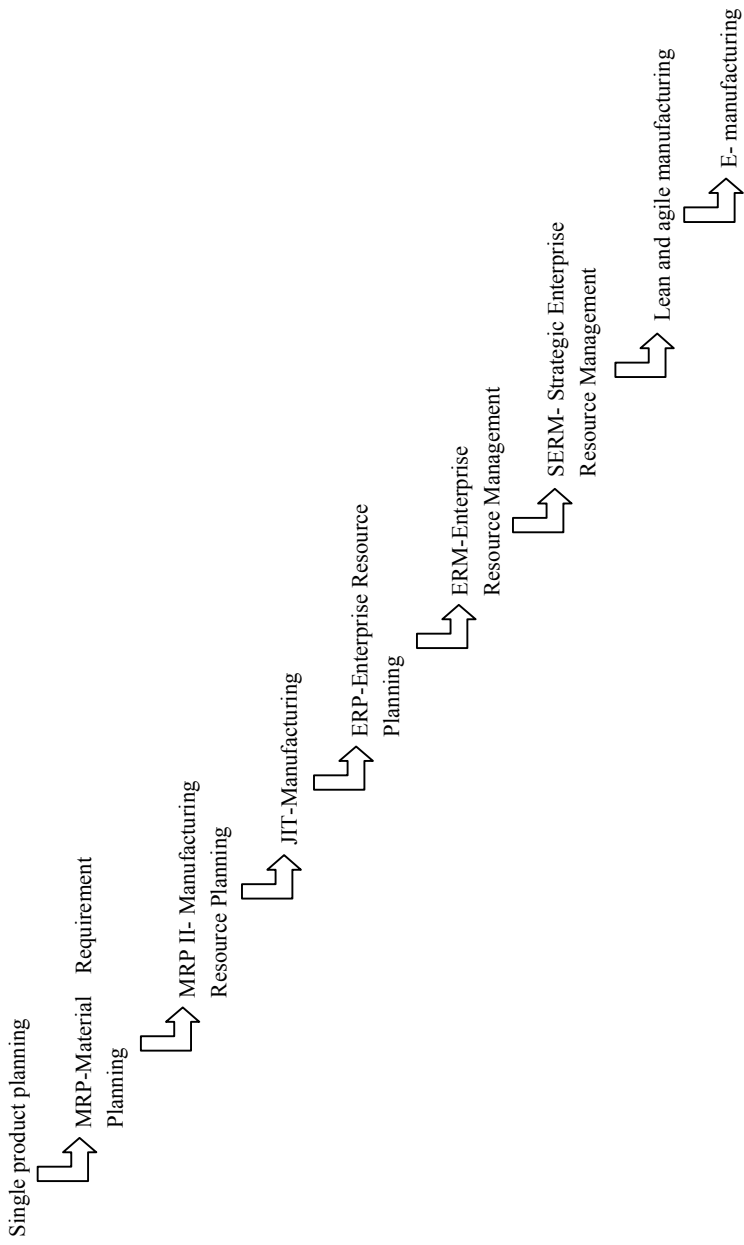 Single product planning
MRP-Material Requirement
Planning
MRP II- Manufacturing
Resource Planning
JIT-Manufacturing
ERP-Enterprise Resource
Planning
ERM-Enterprise
Resource Management
SERM- Strategic Enterprise
Resource Management
Lean and agile manufacturing
E- manufacturing